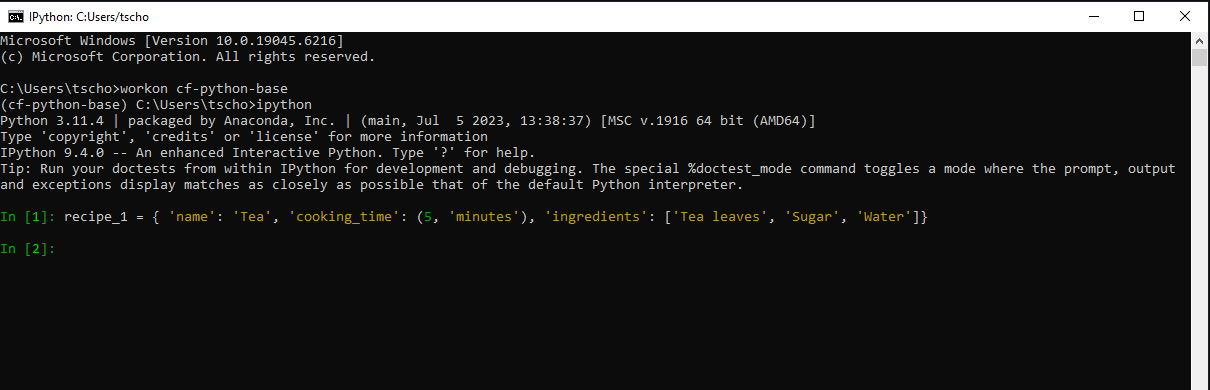 IPython: C:Users/tscho
Microsoft Windows [Version 10.0.19045.6216]
(c) Microsoft Corporation. All rights reserved.
C:\Users\tscho>workon cf-python-base
(cf-python-base) C:\Users\tscho>ipython
Python 3.11.4 | packaged by Anaconda, Inc. | (main, Jul  5 2023, 13:38:37) [MSC v.1916 64 bit (AMD64)]
Type 'copyright', 'credits' or 'license' for more information
IPython 9.4.0 -- An enhanced Interactive Python. Type '?' for help.
Tip: Run your doctests from within IPython for development and debugging. The special %doctest_mode command toggles a mode where the prompt, output
and exceptions display matches as closely as possible that of the default Python interpreter.
In [1]: recipe_1 = { 'name': 'Tea', 'cooking_time': (5, 'minutes'), 'ingredients': ['Tea leaves', 'Sugar', 'Water']}
In [2]: